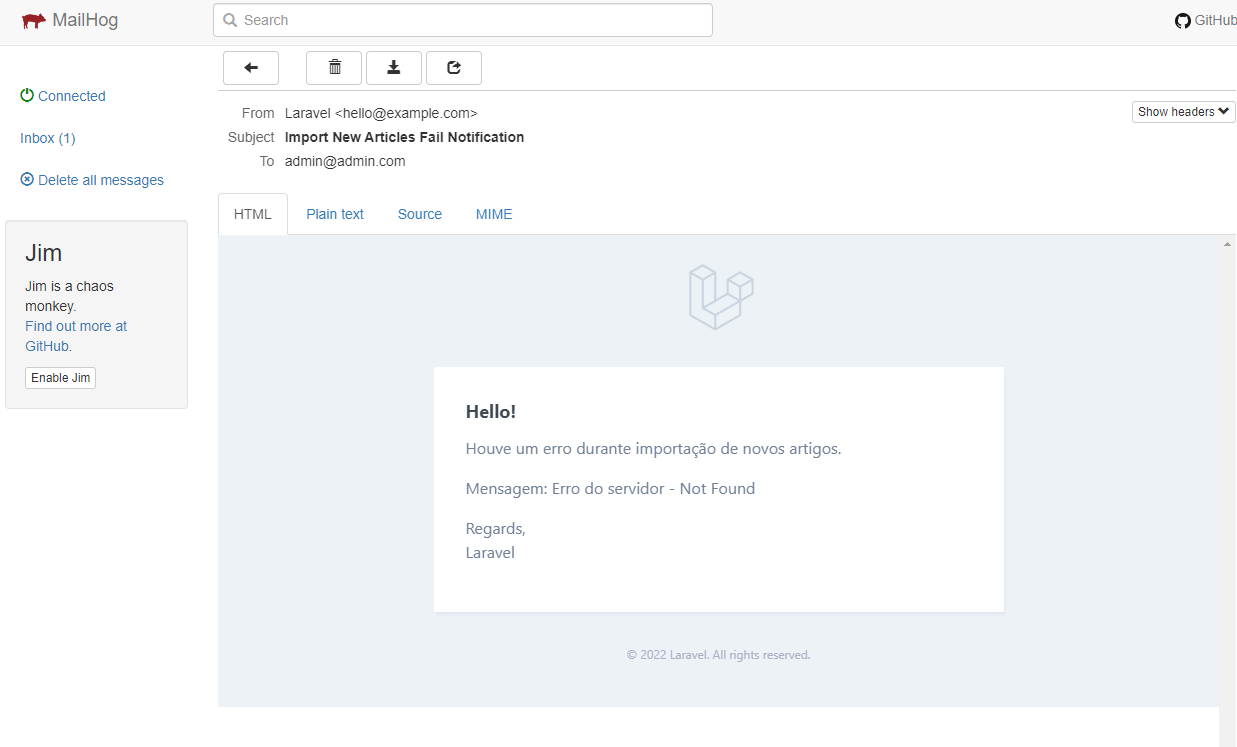 MailHog
Search
GitHub
Connected
Inbox (1)
Delete all messages
Jim
Jim is a chaos
monkey.
Find out more at
GitHub.
Enable Jim
From Laravel <hello@example.com>
Show headers
Subject Import New Articles Fail Notification
To admin@admin.com
HTML Plain text Source MIME
Hello!
Houve um erro durante importação de novos artigos.
Mensagem: Erro do servidor - Not Found
Regards,
Laravel
© 2022 Laravel. All rights reserved.